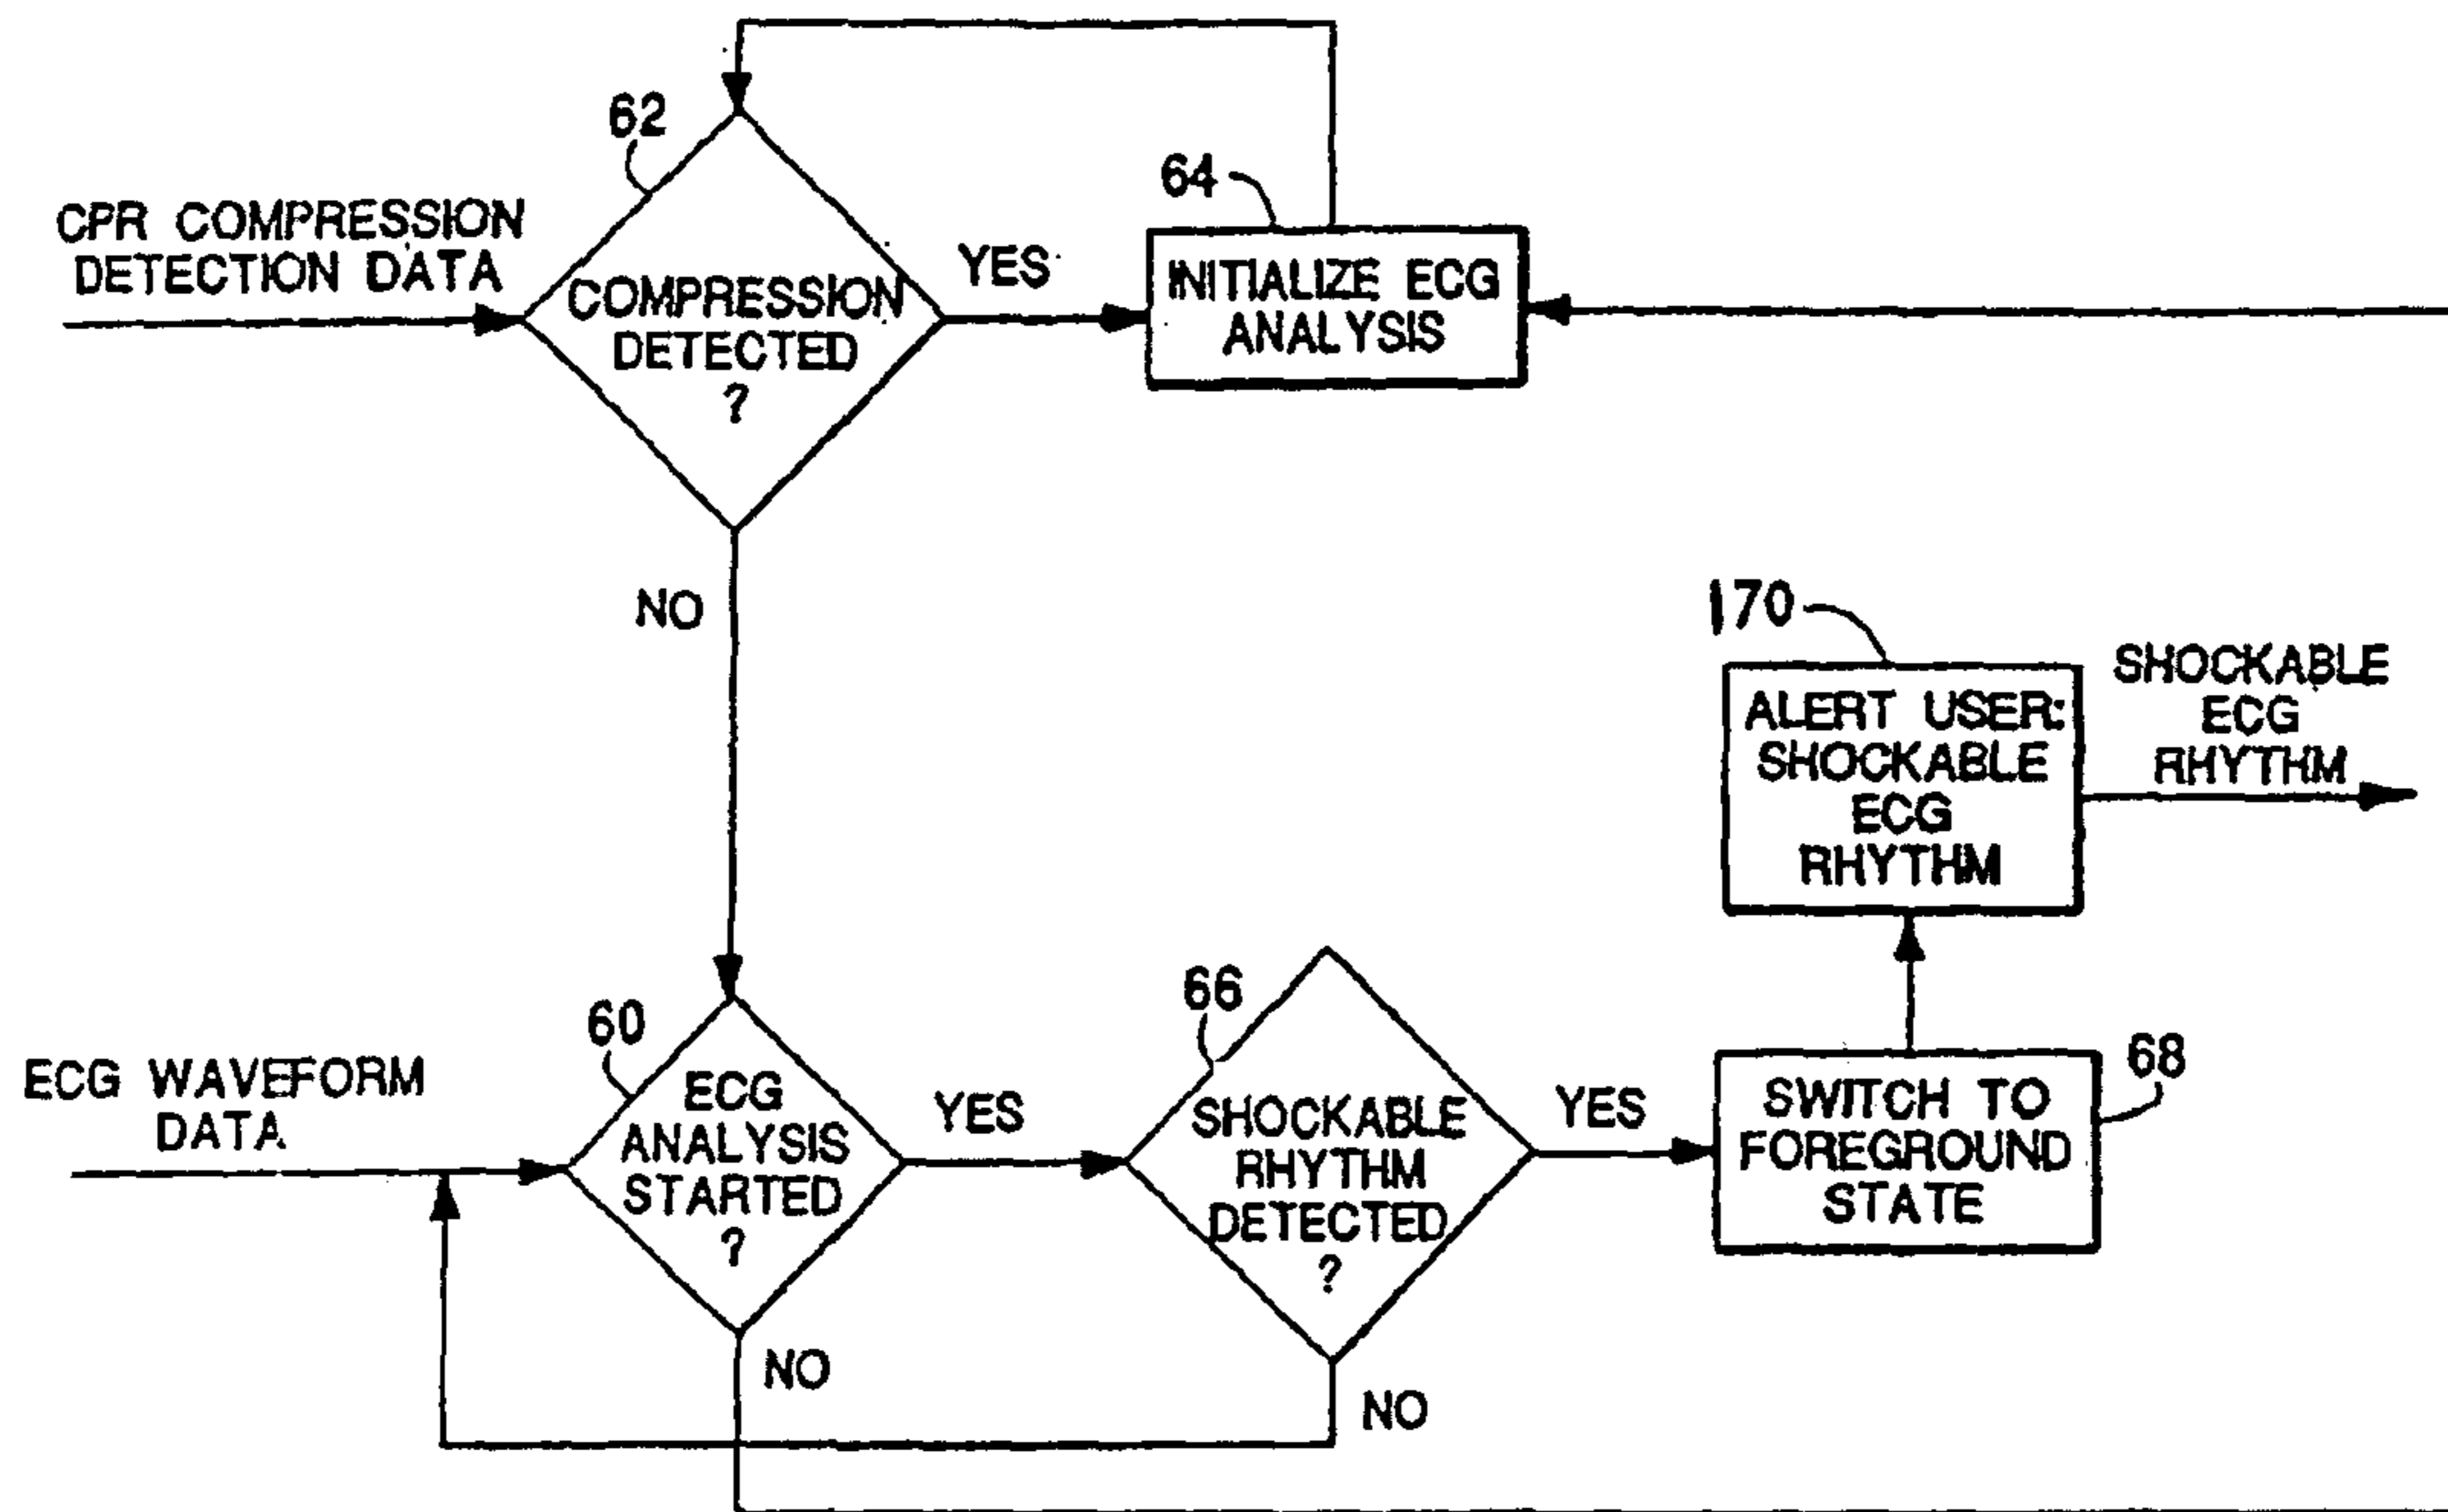 62
64
CPR COMPRESSION
DETECTION DATA
COMPRESSION
DETECTED
?
YES
INITIALIZE ECG
ANALYSIS
NO
170
ALERT USER:
SHOCKABLE
ECG
RHYTHM
SHOCKABLE
ECG
RHYTHM
60
ECG WAVEFORM
DATA
ECG
ANALYSIS
STARTED
?
YES
NO
66
SHOCKABLE
RHYTHM
DETECTED
?
YES
NO
68
SWITCH TO
FOREGROUND
STATE